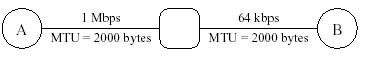 1 Mbps
64 kbps
A
B
MTU = 2000 bytes
MTU = 2000 bytes